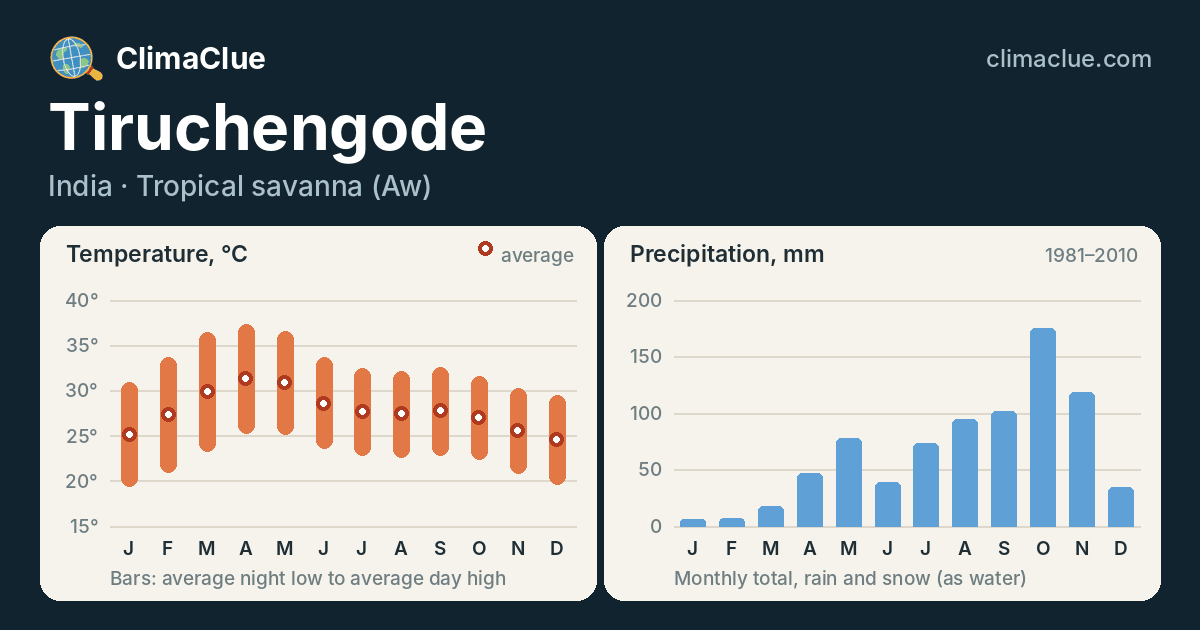 ClimaClue
climaclue.com
Tiruchengode
India · Tropical savanna (Aw)
Temperature, °C
average
40°
35°
30°
25°
20°
15°
J F M A M J J A S O N D
Bars: average night low to average day high
Precipitation, mm
1981–2010
200
150
100
50
0
J F M A M J J A S O N D
Monthly total, rain and snow (as water)